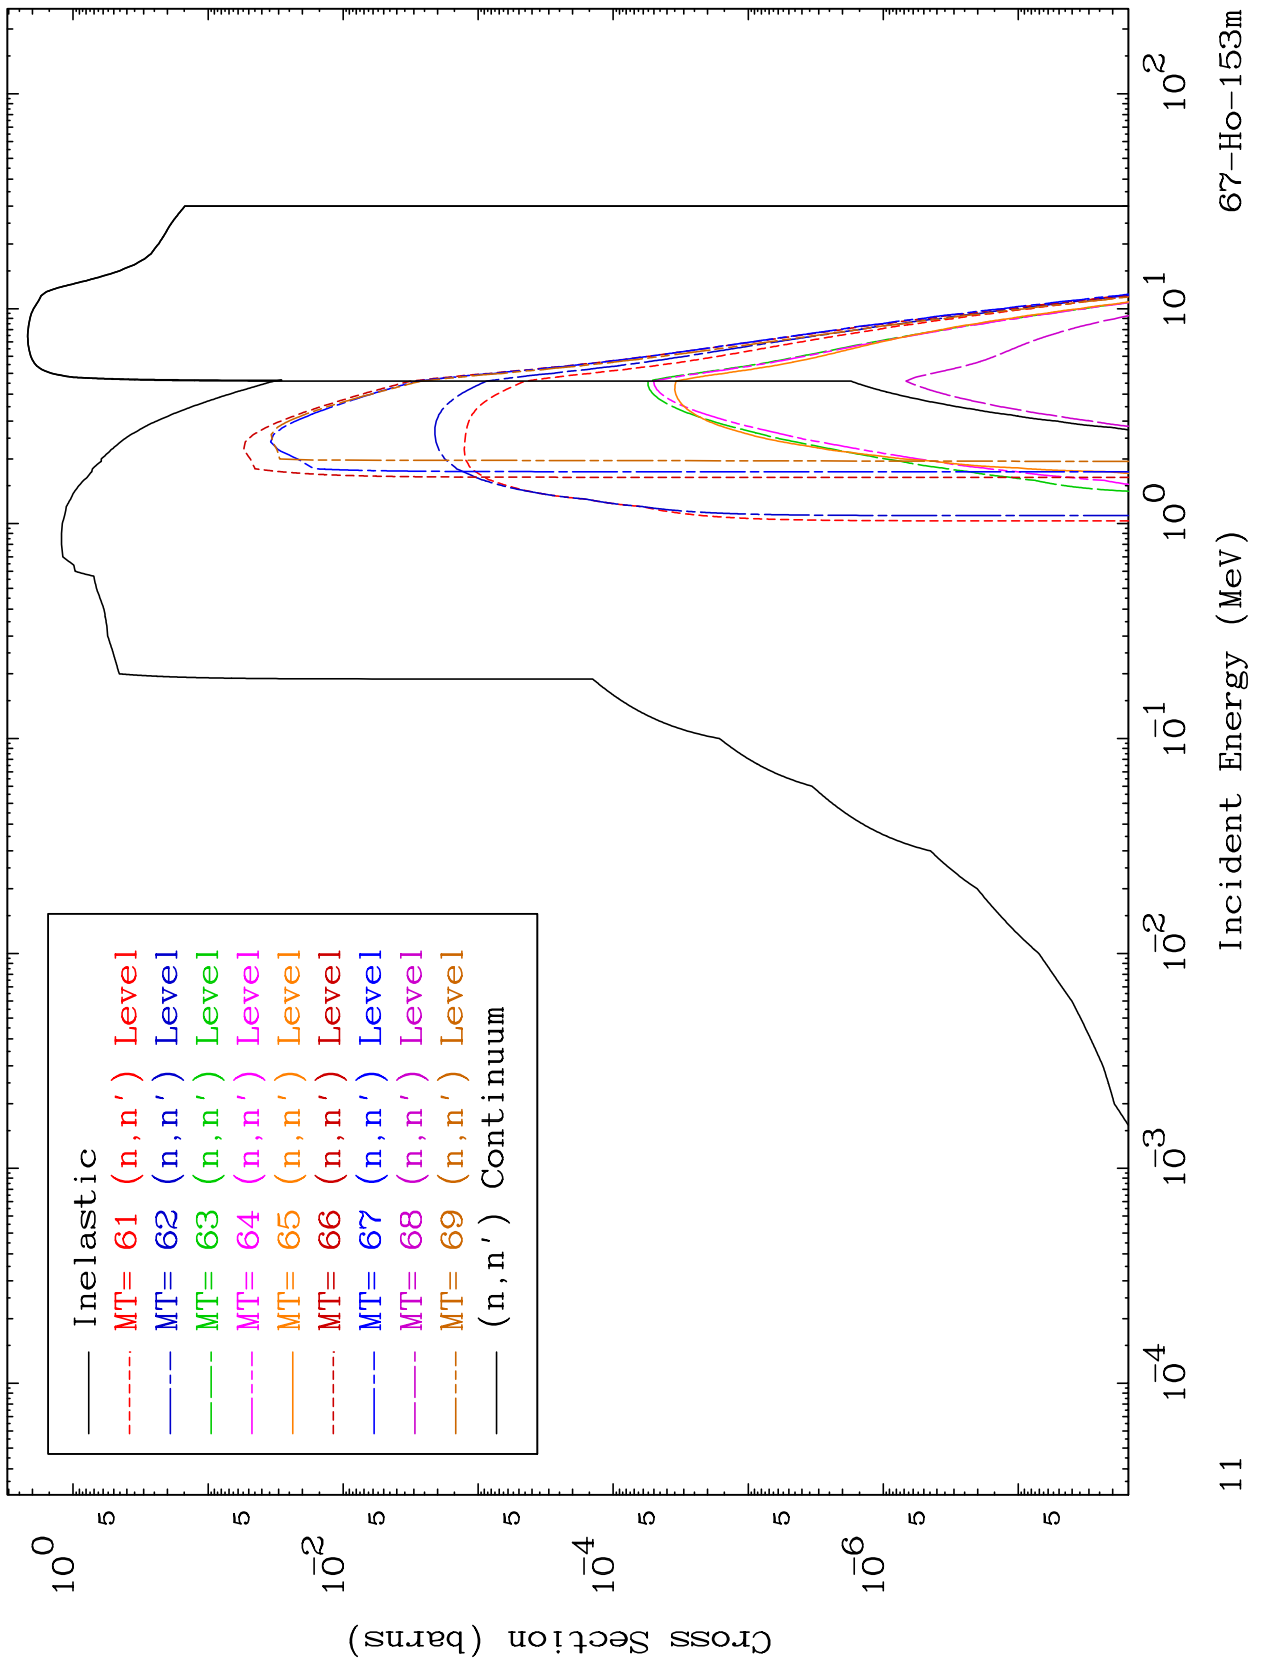 Inelastic
MT= 61 (n,n') Level
MT= 62 (n,n') Level
MT= 63 (n,n') Level
MT= 64 (n,n') Level
MT= 65 (n,n') Level
MT= 66 (n,n') Level
MT= 67 (n,n') Level
MT= 68 (n,n') Level
MT= 69 (n,n') Level
(n,n') Continuum
Cross Section (barns)
10^0
5
5
10^-2
5
5
10^-4
5
5
10^-6
5
5
10^-4
10^-3
10^-2
10^-1
10^0
10^1
10^2
Incident Energy (MeV)
11
67-Ho-153m